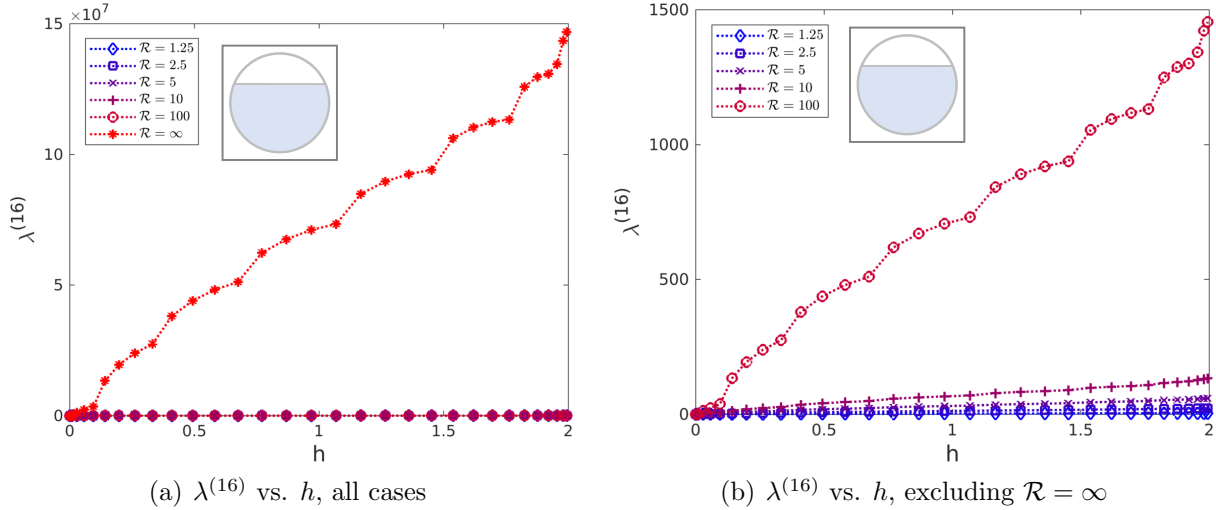 ×10⁷
15
10
5
0
λ⁽¹⁶⁾
R = 1.25
R = 2.5
R = 5
R = 10
R = 100
R = ∞
0 0.5 1 1.5 2
h
(a) λ⁽¹⁶⁾ vs. h, all cases
1500
1000
500
0
λ⁽¹⁶⁾
R = 1.25
R = 2.5
R = 5
R = 10
R = 100
0 0.5 1 1.5 2
h
(b) λ⁽¹⁶⁾ vs. h, excluding R = ∞